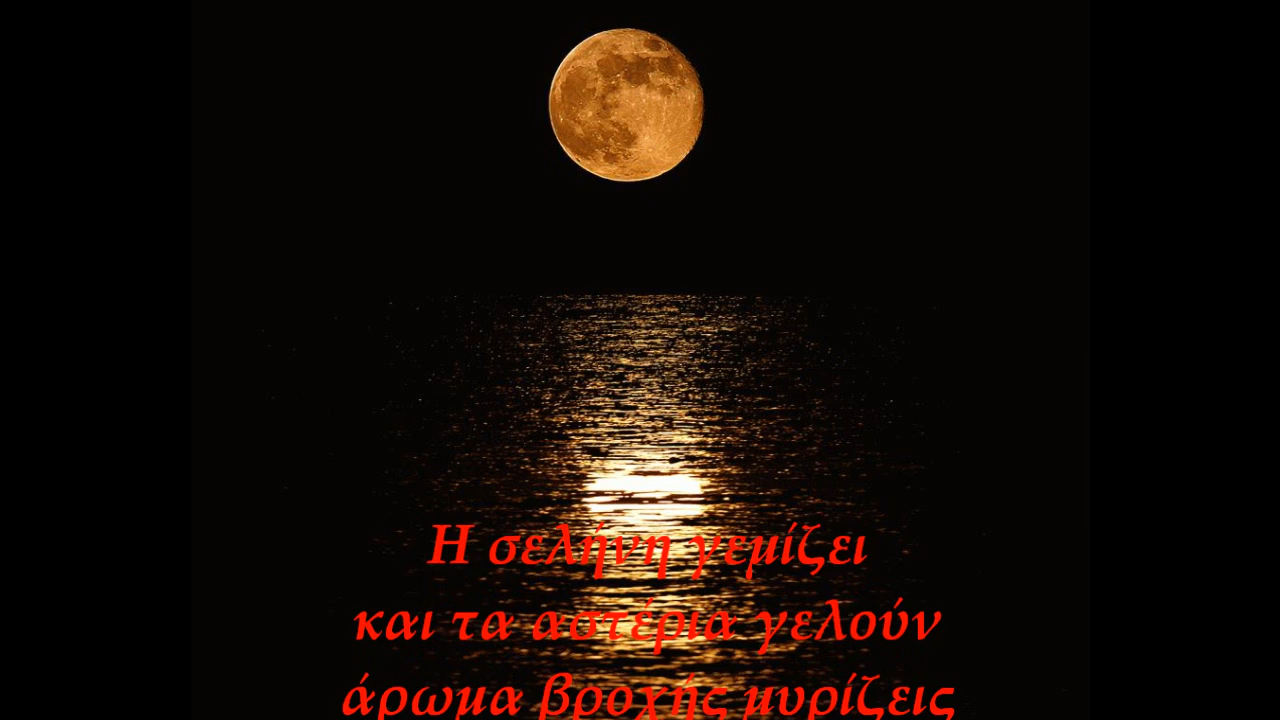 Η σελήνη γεμίζει
και τα αστέρια γελούν
άρωμα βροχής μυρίζεις